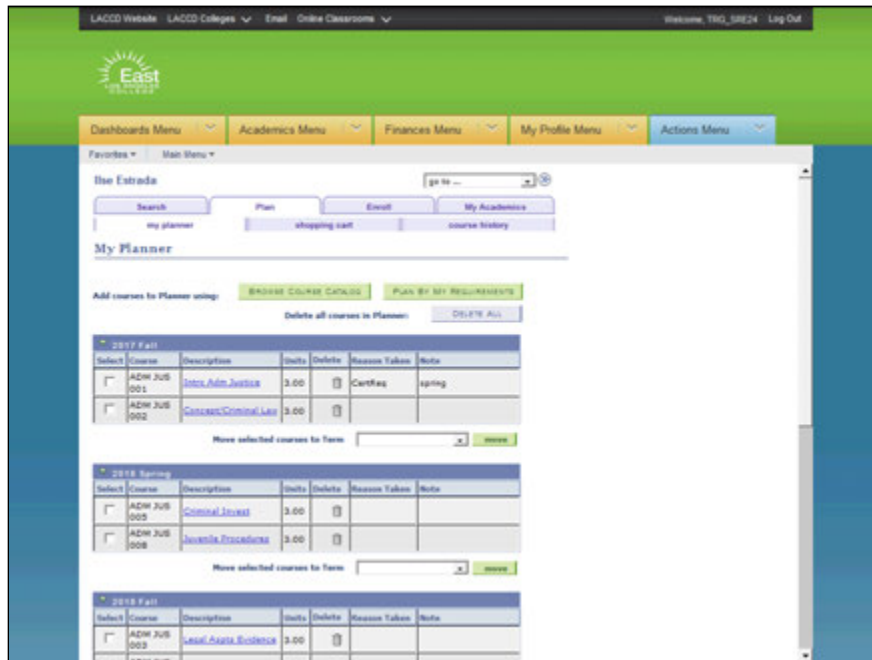 LACCD Website LACCD Colleges Email Online Classrooms Welcome, TRG_SRE24 Log Out
East
LOS ANGELES
COLLEGE
Dashboards Menu Academics Menu Finances Menu My Profile Menu Actions Menu
Favorites Main Menu
Ilse Estrada go to ...
Search Plan Enroll My Academics
my planner shopping cart course history
My Planner
Add courses to Planner using: BROWSE COURSE CATALOG PLAN BY MY REQUIREMENTS
Delete all courses in Planner: DELETE ALL
2017 Fall
Select Course Description Units Delete Reason Taken Note
ADM JUS 001 Intro Adm Justice 3.00 CertReq spring
ADM JUS 002 Concept/Criminal Law 3.00
Move selected courses to Term move
2018 Spring
Select Course Description Units Delete Reason Taken Note
ADM JUS 005 Criminal Invest 3.00
ADM JUS 008 Juvenile Procedures 3.00
Move selected courses to Term move
2018 Fall
Select Course Description Units Delete Reason Taken Note
ADM JUS 003 Legal Aspts Evidence 3.00
ADM JUS